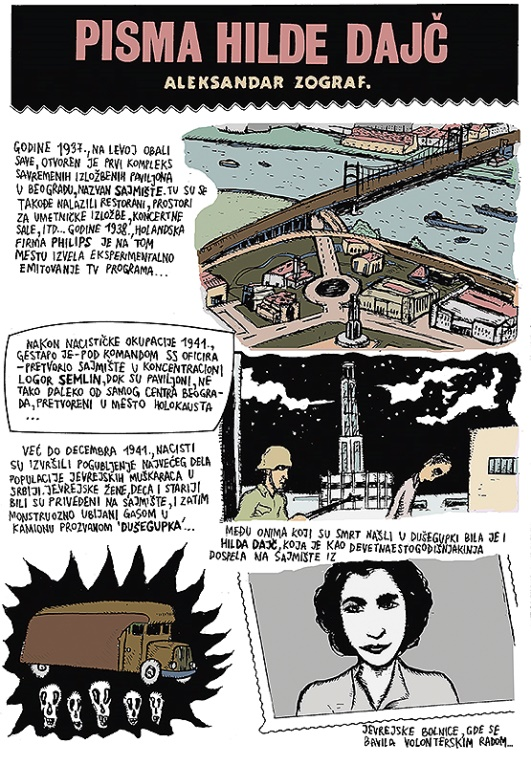 PISMA HILDE DAJČ
ALEKSANDAR ZOGRAF.
GODINE 1937., NA LEVOJ OBALI
SAVE, OTVOREN JE PRVI KOMPLEKS
SAVREMENIH IZLOŽBENIH PAVILJONA
U BEOGRADU, NAZVAN SAJMIŠTE. TU SU SE
TAKOĐE NALAZILI RESTORANI, PROSTORI
ZA UMETNIČKE IZLOŽBE, KONCERTNE
SALE, ITD... GODINE 1938., HOLANDSKA
FIRMA PHILIPS JE NA TOM
MESTU IZVELA EKSPERIMENTALNO
EMITOVANJE TV PROGRAMA...
NAKON NACISTIČKE OKUPACIJE 1941.,
GESTAPO JE-POD KOMANDOM SS OFICIRA
-PRETVORIO SAJMIŠTE U KONCENTRACIONI
LOGOR SEMLIN, DOK SU PAVILJONI, NE
TAKO DALEKO OD SAMOG CENTRA BEOGRA-
DA, PRETVORENI U MESTO HOLOKAUSTA
...
VEĆ DO DECEMBRA 1941., NACISTI
SU IZVRŠILI POGUBLJENJE NAJVEĆEG DELA
POPULACIJE JEVREJSKIH MUŠKARACA U
SRBIJI. JEVREJSKE ŽENE, DECA I STARIJI
BILI SU PRIVEDENI NA SAJMIŠTE, I ZATIM
MONSTRUOZNO UBIJANI GASOM U
KAMIONU PROZVANOM 'DUŠEGUPKA'...
MEĐU ONIMA KOJI SU SMRT NAŠLI U DUŠEGUPKI BILA JE I
HILDA DAJČ, KOJA JE KAO DEVETNAESTOGODIŠNJAKINJA
DOSPELA NA SAJMIŠTE IZ
JEVREJSKE BOLNICE, GDE SE
BAVILA VOLONTERSKIM RADOM...